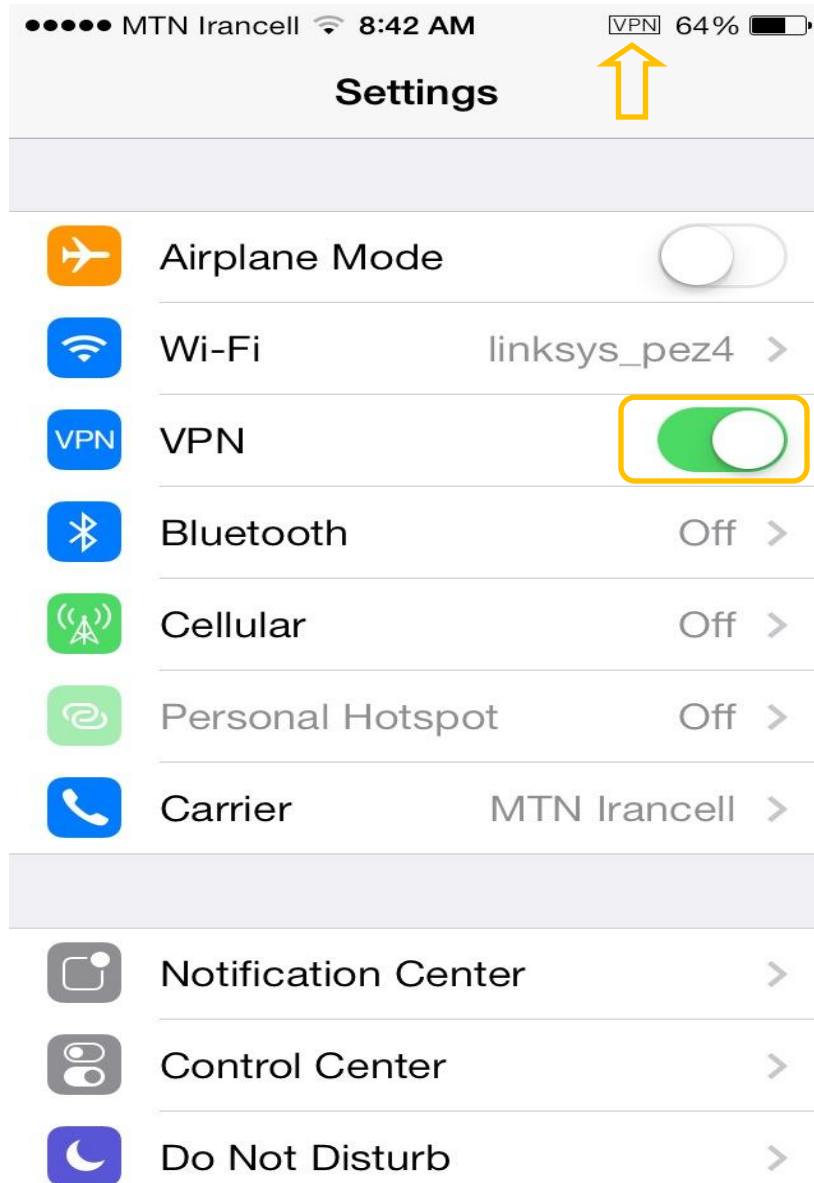 MTN Irancell 8:42 AM VPN 64%
Settings
Airplane Mode
Wi-Fi linksys_pez4
VPN VPN
Bluetooth Off
Cellular Off
Personal Hotspot Off
Carrier MTN Irancell
Notification Center
Control Center
Do Not Disturb